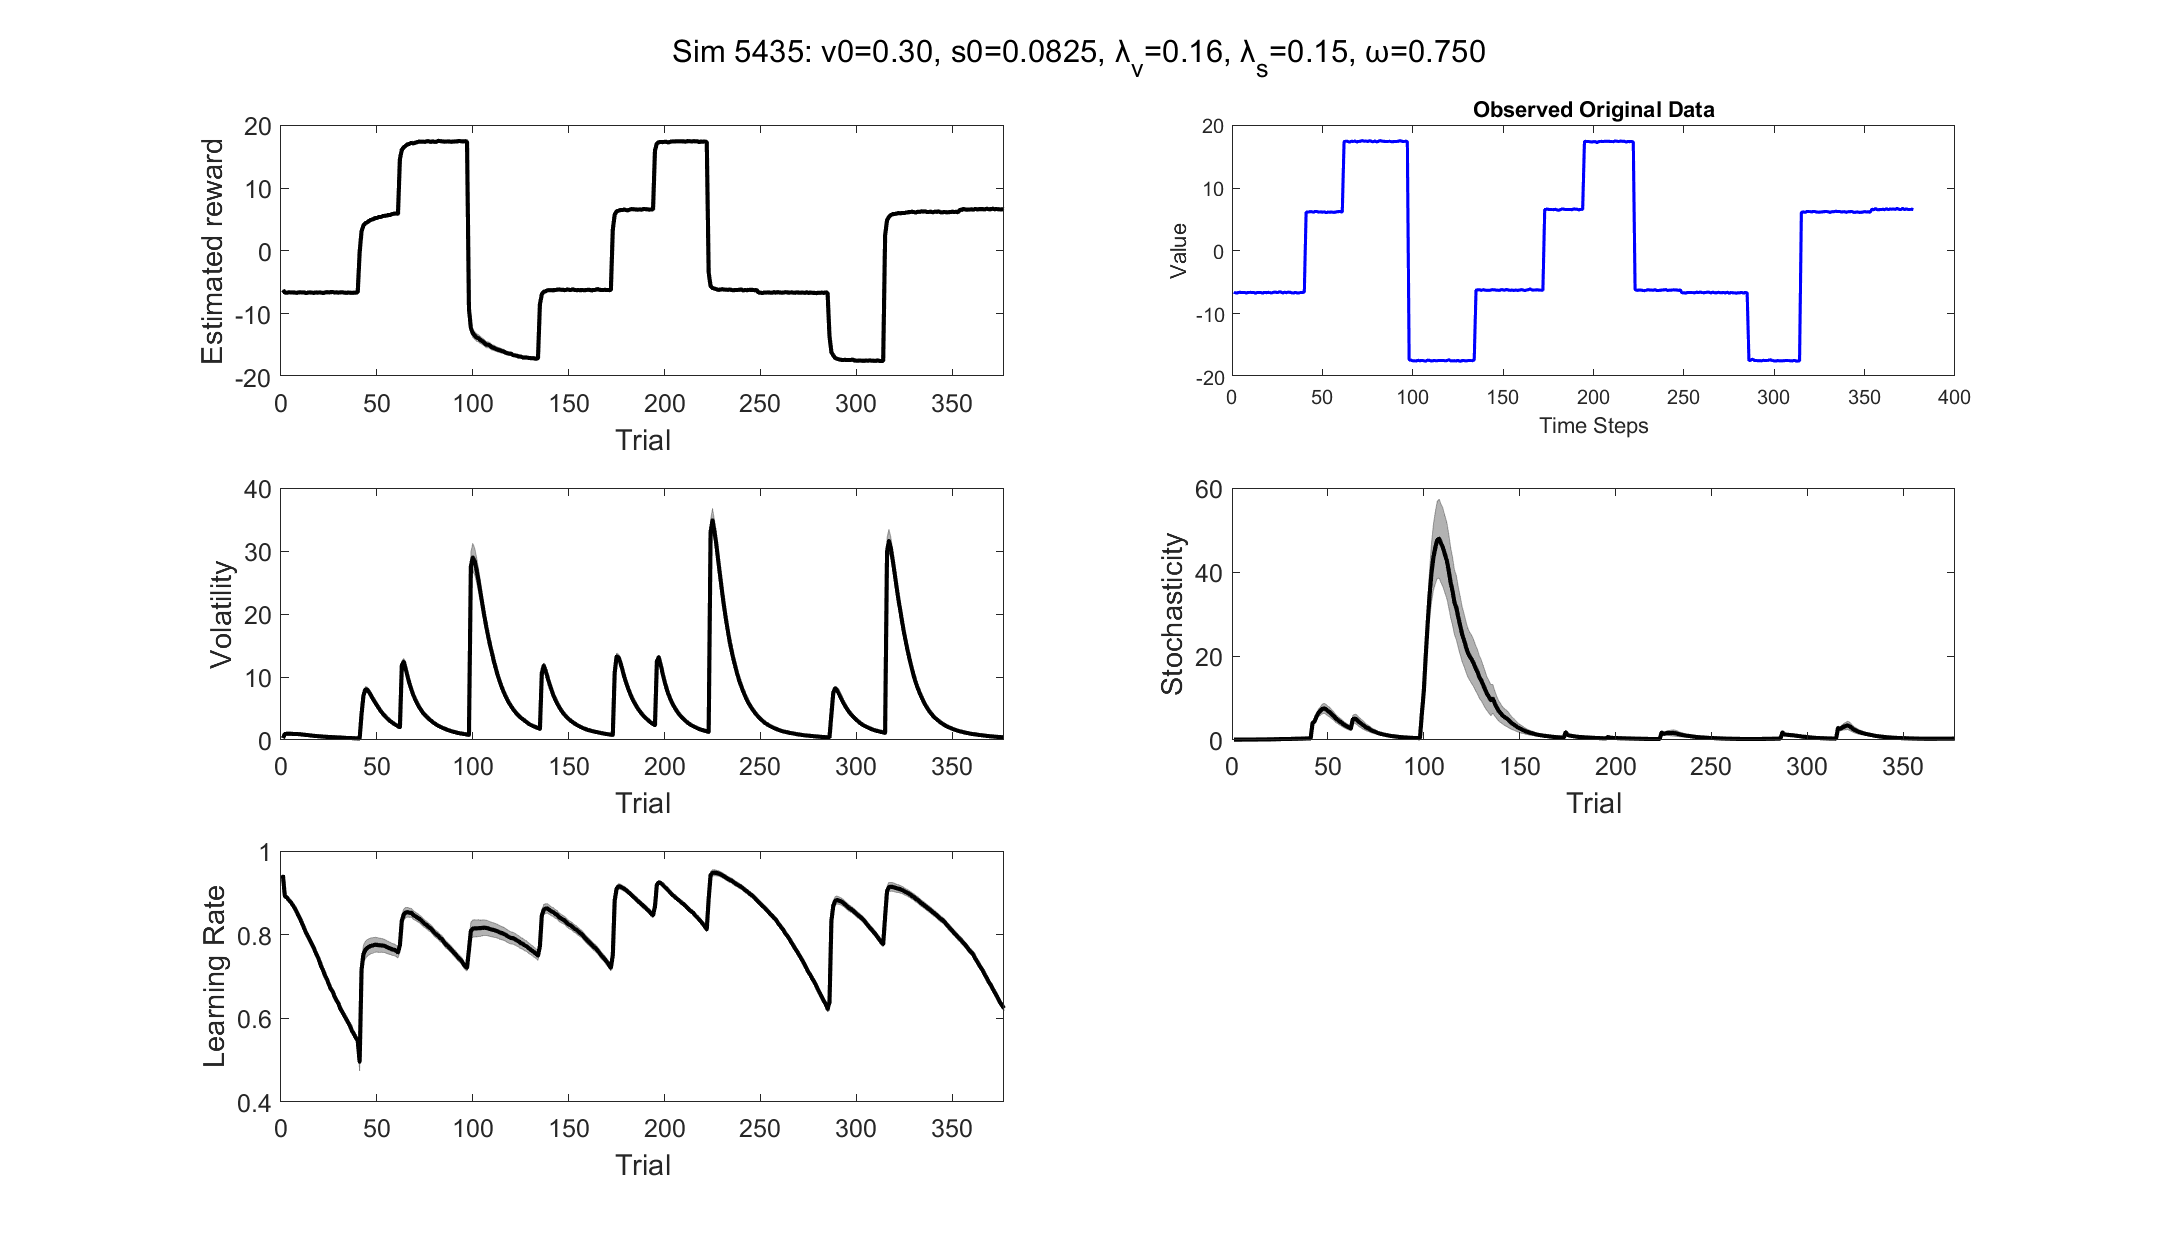 Sim 5435: v0=0.30, s0=0.0825, λv=0.16, λs=0.15, ω=0.750
Estimated reward
20
10
0
-10
-20
0 50 100 150 200 250 300 350
Trial
Observed Original Data
Value
20
10
0
-10
-20
0 50 100 150 200 250 300 350 400
Time Steps
Volatility
40
30
20
10
0
0 50 100 150 200 250 300 350
Trial
Stochasticity
60
40
20
0
0 50 100 150 200 250 300 350
Trial
Learning Rate
1
0.8
0.6
0.4
0 50 100 150 200 250 300 350
Trial